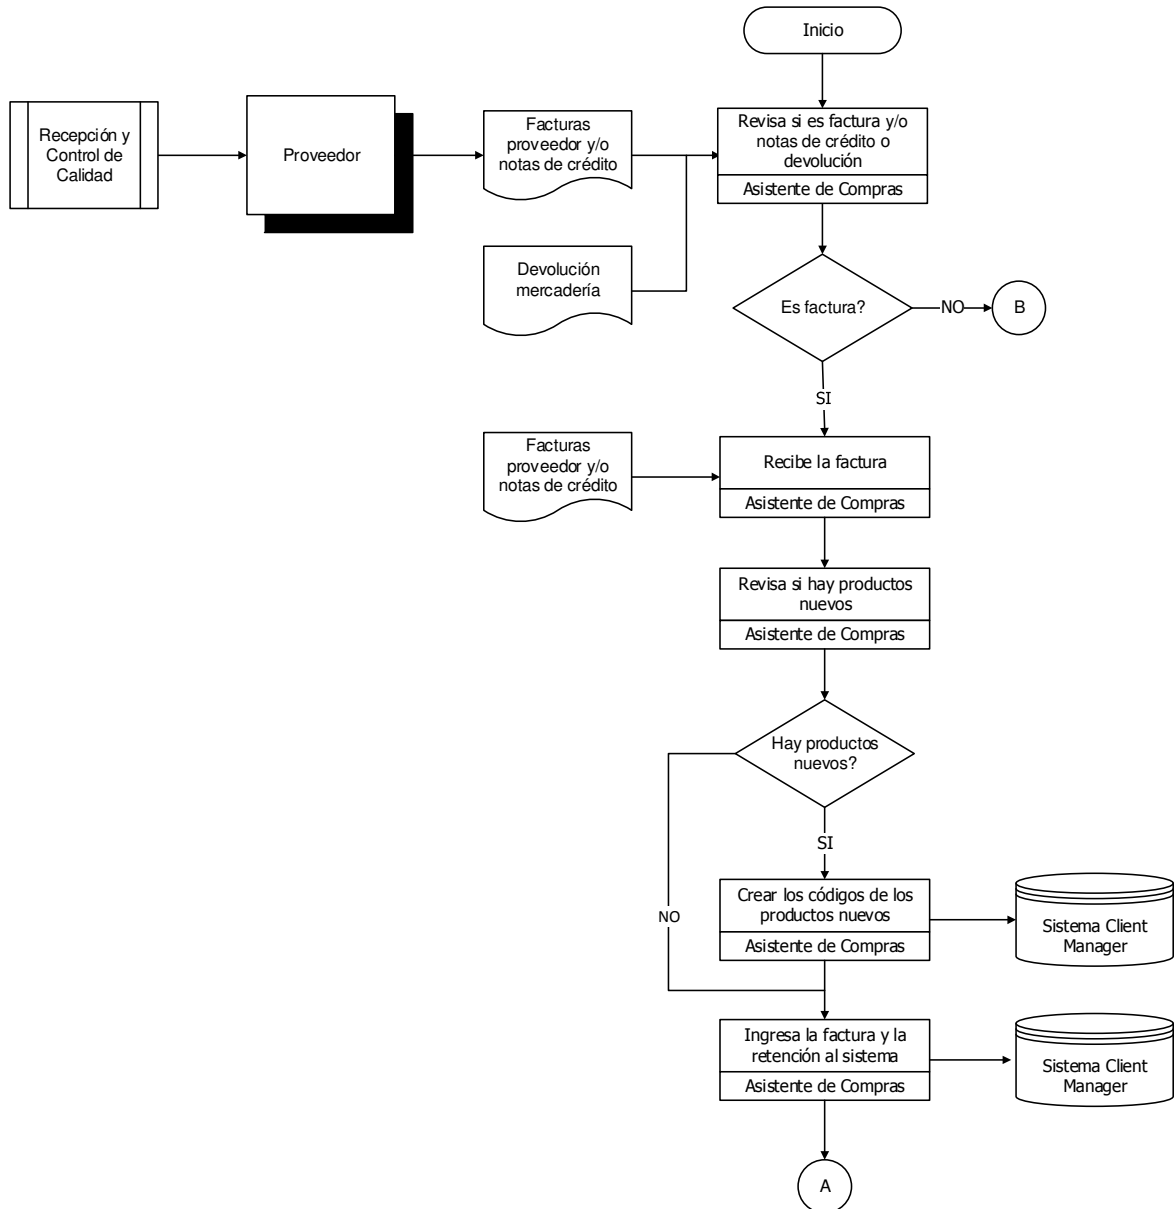 Inicio
Recepción y
Control de
Calidad
Proveedor
Facturas
proveedor y/o
notas de crédito
Revisa si es factura y/o
notas de crédito o
devolución
Asistente de Compras
Devolución
mercadería
Es factura?
NO
B
SI
Facturas
proveedor y/o
notas de crédito
Recibe la factura
Asistente de Compras
Revisa si hay productos
nuevos
Asistente de Compras
Hay productos
nuevos?
SI
NO
Crear los códigos de los
productos nuevos
Asistente de Compras
Sistema Client
Manager
Ingresa la factura y la
retención al sistema
Asistente de Compras
Sistema Client
Manager
A